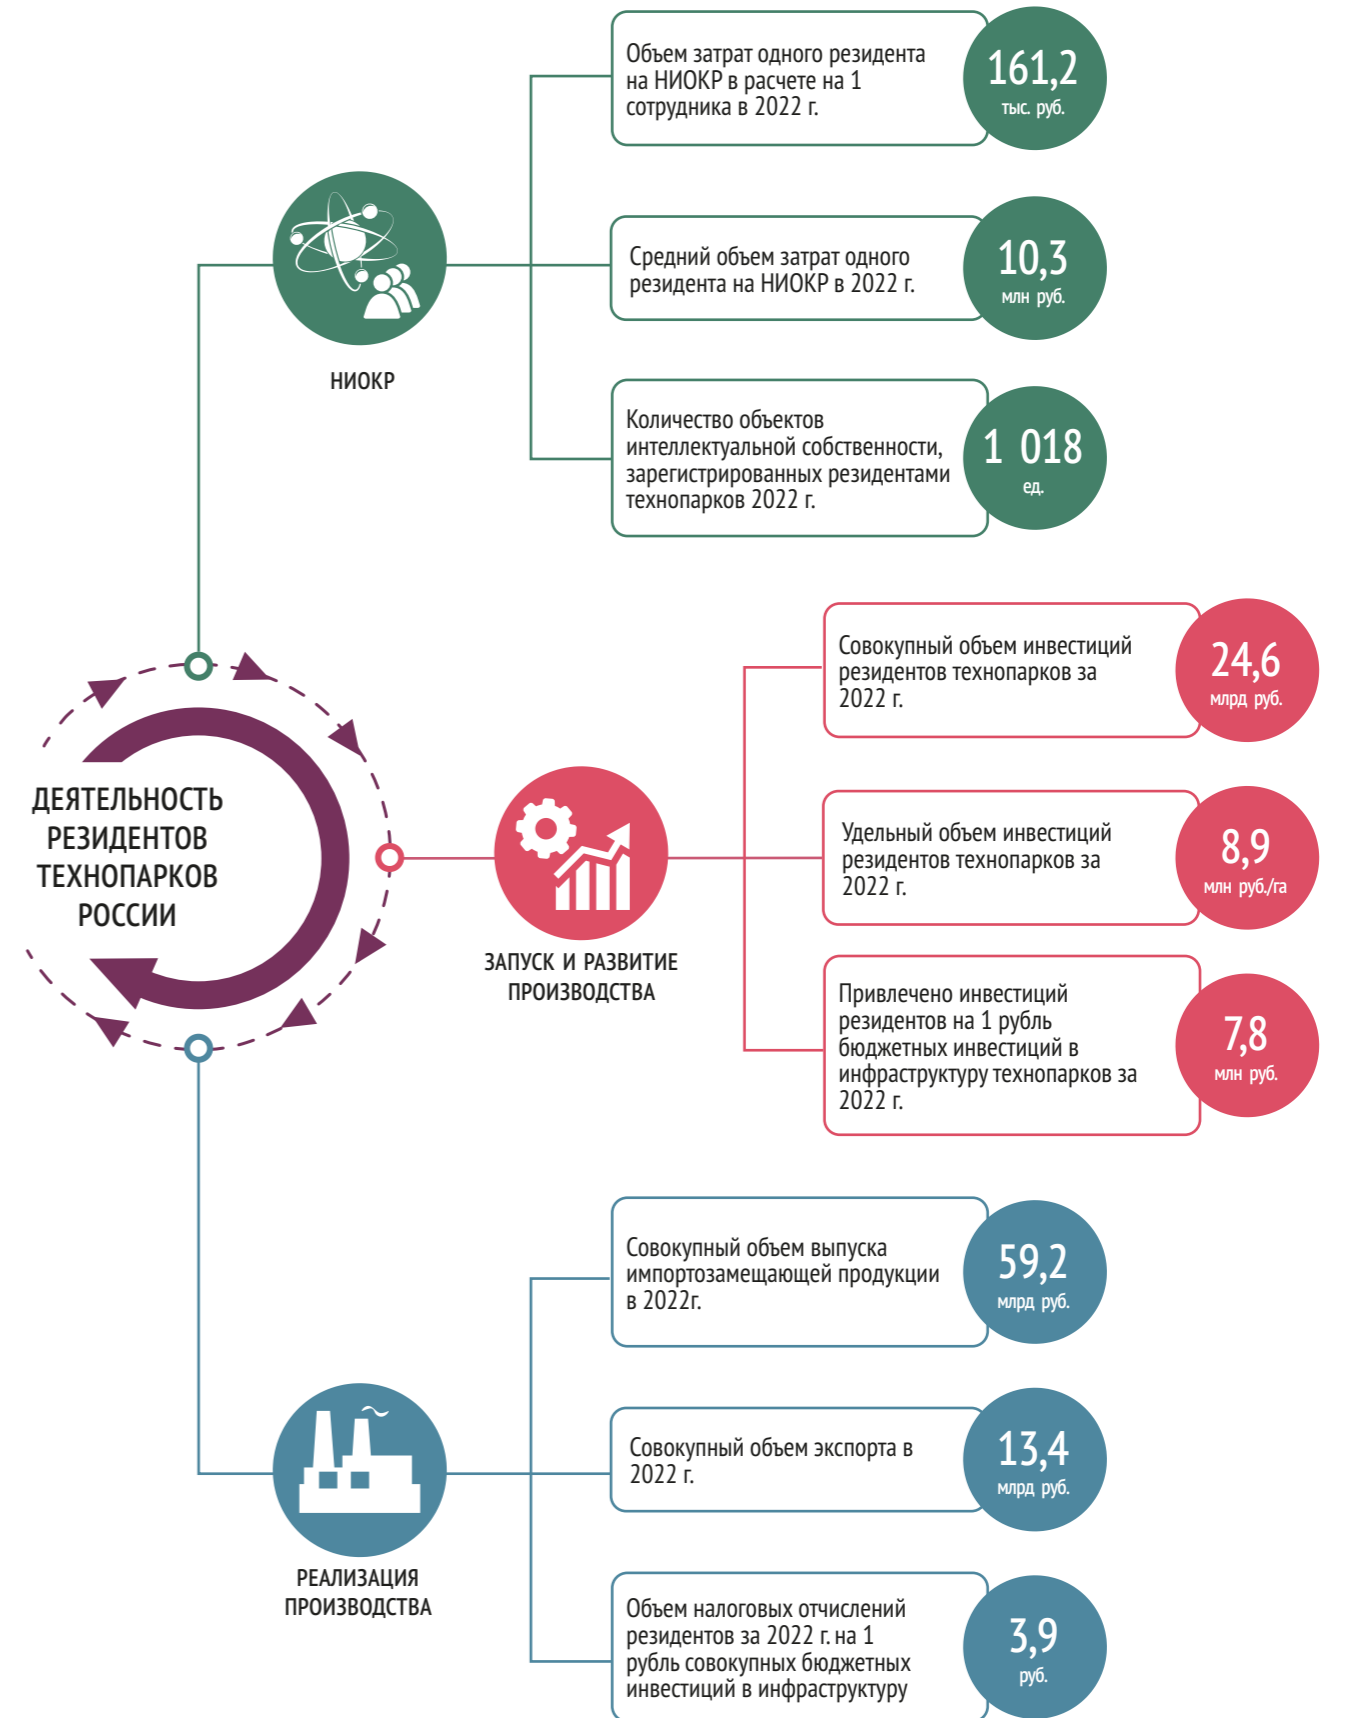 Объем затрат одного резидента
на НИОКР в расчете на 1
сотрудника в 2022 г.
161,2
тыс. руб.
Средний объем затрат одного
резидента на НИОКР в 2022 г.
10,3
млн руб.
НИОКР
Количество объектов
интеллектуальной собственности,
зарегистрированных резидентами
технопарков 2022 г.
1 018
ед.
ДЕЯТЕЛЬНОСТЬ
РЕЗИДЕНТОВ
ТЕХНОПАРКОВ
РОССИИ
Совокупный объем инвестиций
резидентов технопарков за
2022 г.
24,6
млрд руб.
Удельный объем инвестиций
резидентов технопарков за
2022 г.
8,9
млн руб./га
ЗАПУСК И РАЗВИТИЕ
ПРОИЗВОДСТВА
Привлечено инвестиций
резидентов на 1 рубль
бюджетных инвестиций в
инфраструктуру технопарков за
2022 г.
7,8
млн руб.
Совокупный объем выпуска
импортозамещающей продукции
в 2022г.
59,2
млрд руб.
Совокупный объем экспорта в
2022 г.
13,4
млрд руб.
РЕАЛИЗАЦИЯ
ПРОИЗВОДСТВА
Объем налоговых отчислений
резидентов за 2022 г. на 1
рубль совокупных бюджетных
инвестиций в инфраструктуру
3,9
руб.